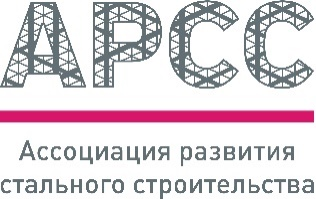 АРСС
Ассоциация развития
стального строительства